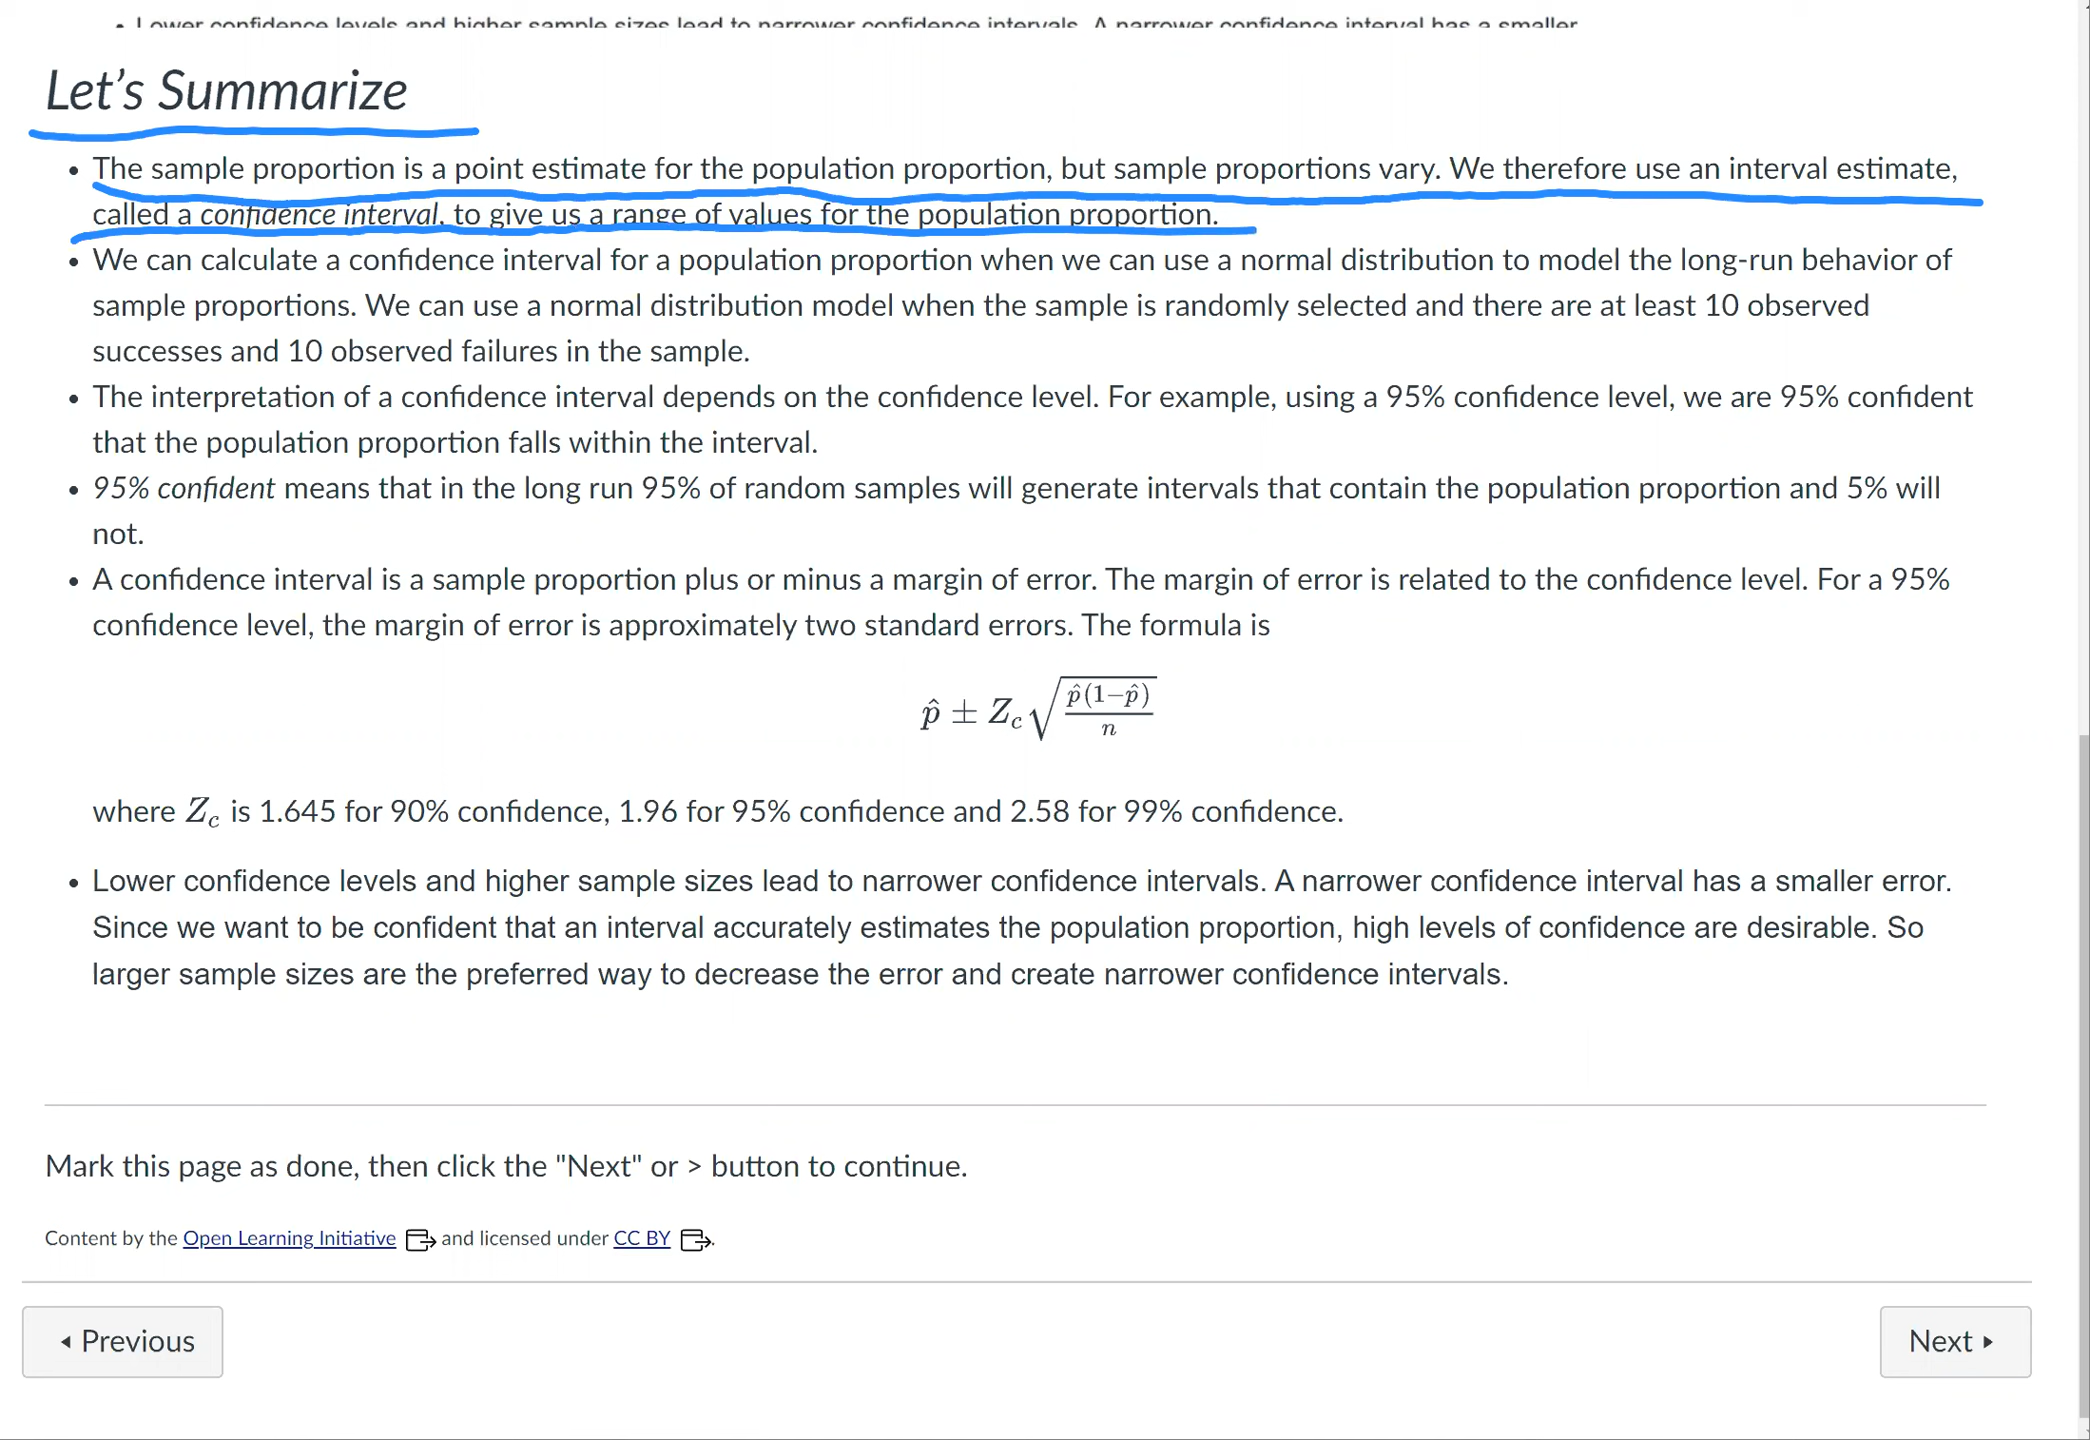 • Lower confidence levels and higher sample sizes lead to narrower confidence intervals. A narrower confidence interval has a smaller
Let's Summarize
• The sample proportion is a point estimate for the population proportion, but sample proportions vary. We therefore use an interval estimate,
called a confidence interval, to give us a range of values for the population proportion.
• We can calculate a confidence interval for a population proportion when we can use a normal distribution to model the long-run behavior of
sample proportions. We can use a normal distribution model when the sample is randomly selected and there are at least 10 observed
successes and 10 observed failures in the sample.
• The interpretation of a confidence interval depends on the confidence level. For example, using a 95% confidence level, we are 95% confident
that the population proportion falls within the interval.
• 95% confident means that in the long run 95% of random samples will generate intervals that contain the population proportion and 5% will
not.
• A confidence interval is a sample proportion plus or minus a margin of error. The margin of error is related to the confidence level. For a 95%
confidence level, the margin of error is approximately two standard errors. The formula is
p̂ ± Z_c √(p̂(1−p̂)/n)
where Z_c is 1.645 for 90% confidence, 1.96 for 95% confidence and 2.58 for 99% confidence.
• Lower confidence levels and higher sample sizes lead to narrower confidence intervals. A narrower confidence interval has a smaller error.
Since we want to be confident that an interval accurately estimates the population proportion, high levels of confidence are desirable. So
larger sample sizes are the preferred way to decrease the error and create narrower confidence intervals.
Mark this page as done, then click the "Next" or > button to continue.
Content by the Open Learning Initiative and licensed under CC BY.
◂ Previous
Next ▸